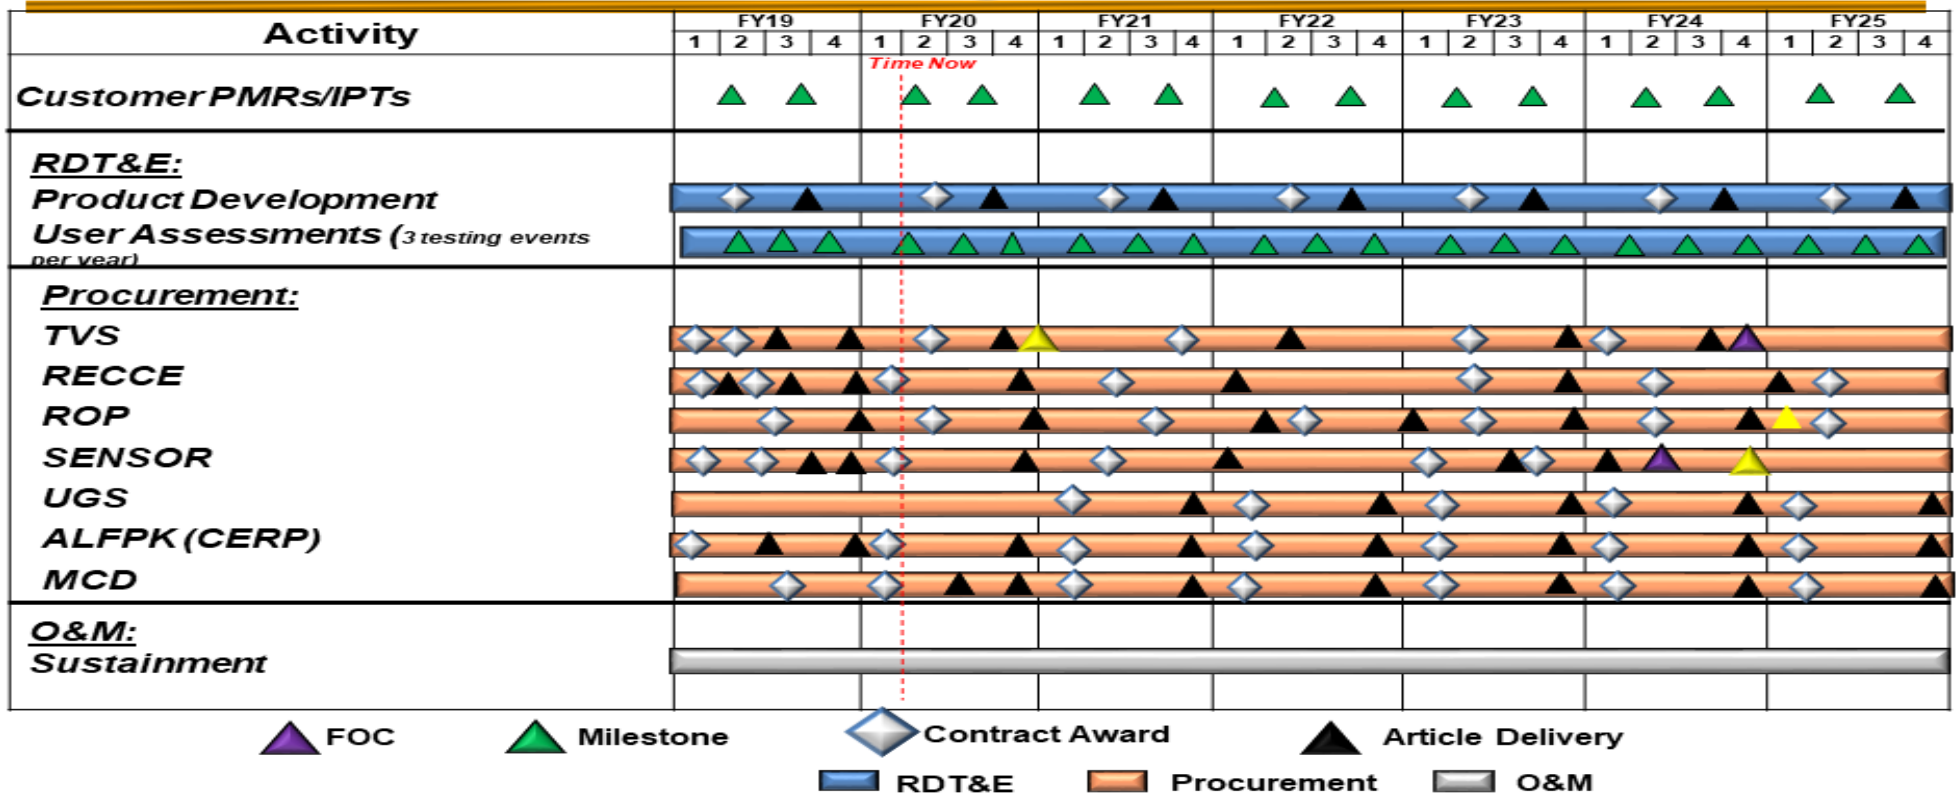 Activity
FY19 FY20 FY21 FY22 FY23 FY24 FY25
1 2 3 4 1 2 3 4 1 2 3 4 1 2 3 4 1 2 3 4 1 2 3 4 1 2 3 4
Time Now
Customer PMRs/IPTs
RDT&E:
Product Development
User Assessments (3 testing events
per year)
Procurement:
TVS
RECCE
ROP
SENSOR
UGS
ALFPK (CERP)
MCD
O&M:
Sustainment
FOC Milestone Contract Award Article Delivery
RDT&E Procurement O&M